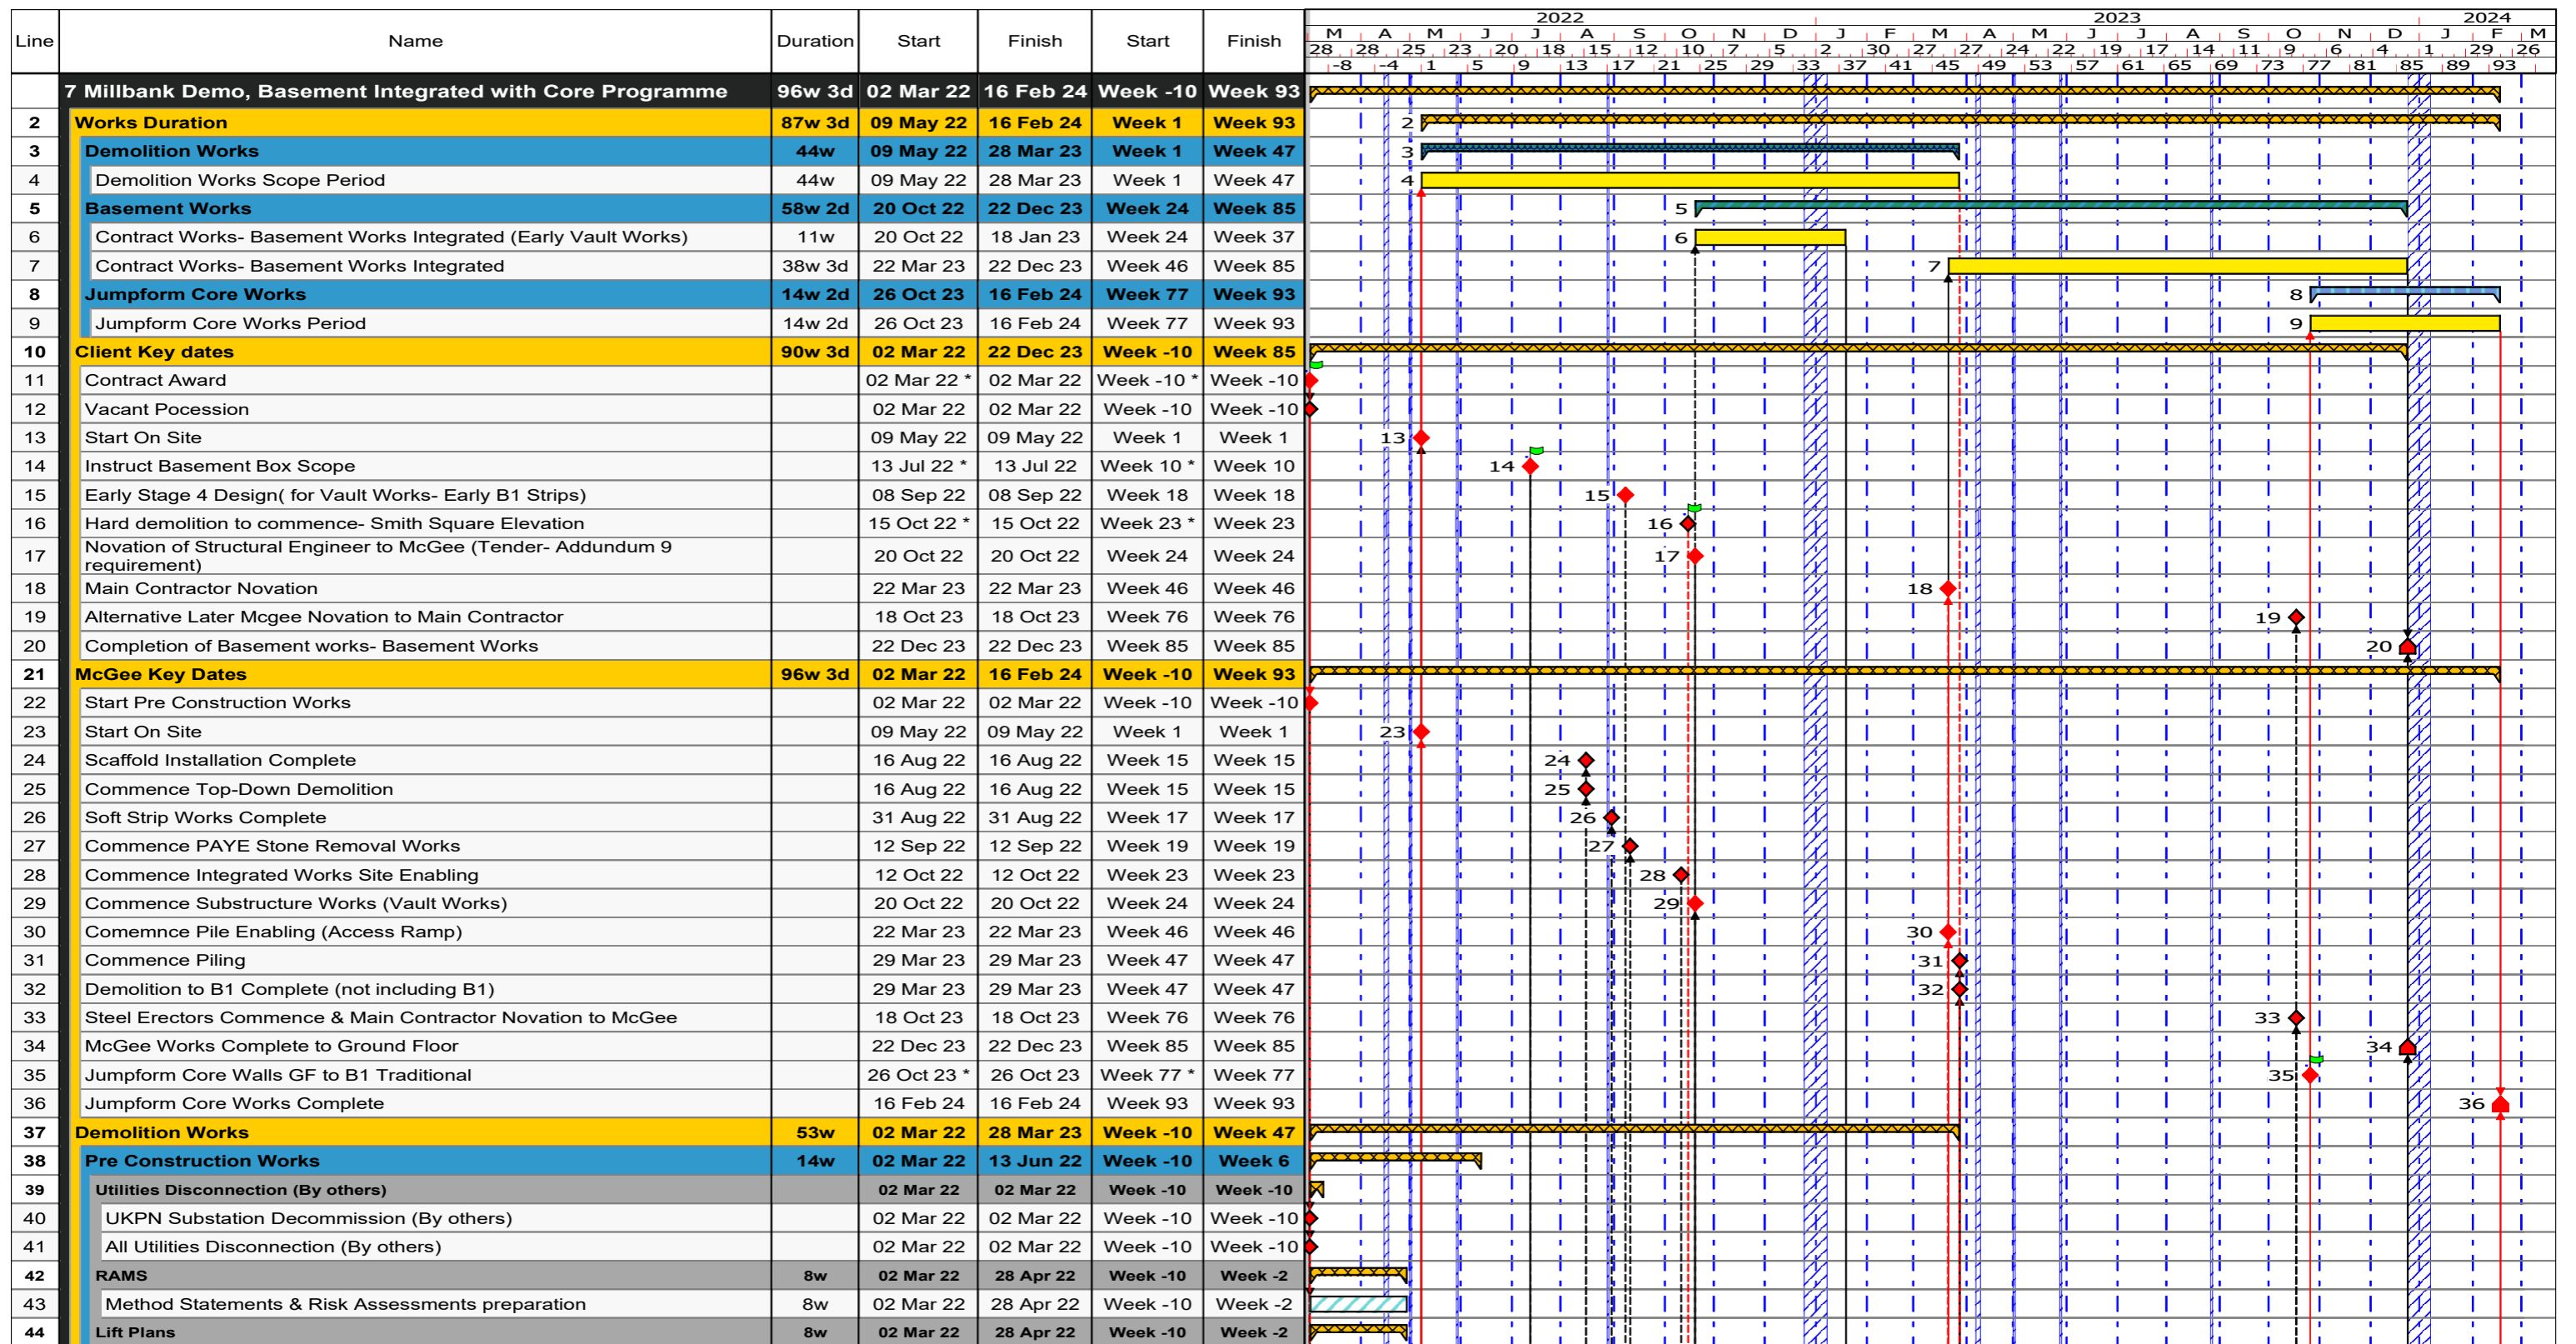 2022 2023 2024
Line Name Duration Start Finish Start Finish
M A M J J A S O N D J F M A M J J A S O N D J F M
28 28 25 23 20 18 15 12 10 7 5 2 30 27 27 24 22 19 17 14 11 9 6 4 1 29 26
-8 -4 1 5 9 13 17 21 25 29 33 37 41 45 49 53 57 61 65 69 73 77 81 85 89 93
7 Millbank Demo, Basement Integrated with Core Programme 96w 3d 02 Mar 22 16 Feb 24 Week -10 Week 93
2 Works Duration 87w 3d 09 May 22 16 Feb 24 Week 1 Week 93 2
3 Demolition Works 44w 09 May 22 28 Mar 23 Week 1 Week 47 3
4 Demolition Works Scope Period 44w 09 May 22 28 Mar 23 Week 1 Week 47 4
5 Basement Works 58w 2d 20 Oct 22 22 Dec 23 Week 24 Week 85 5
6 Contract Works- Basement Works Integrated (Early Vault Works) 11w 20 Oct 22 18 Jan 23 Week 24 Week 37 6
7 Contract Works- Basement Works Integrated 38w 3d 22 Mar 23 22 Dec 23 Week 46 Week 85 7
8 Jumpform Core Works 14w 2d 26 Oct 23 16 Feb 24 Week 77 Week 93 8
9 Jumpform Core Works Period 14w 2d 26 Oct 23 16 Feb 24 Week 77 Week 93 9
10 Client Key dates 90w 3d 02 Mar 22 22 Dec 23 Week -10 Week 85
11 Contract Award 02 Mar 22 * 02 Mar 22 Week -10 * Week -10
12 Vacant Pocession 02 Mar 22 02 Mar 22 Week -10 Week -10
13 Start On Site 09 May 22 09 May 22 Week 1 Week 1 13
14 Instruct Basement Box Scope 13 Jul 22 * 13 Jul 22 Week 10 * Week 10 14
15 Early Stage 4 Design( for Vault Works- Early B1 Strips) 08 Sep 22 08 Sep 22 Week 18 Week 18 15
16 Hard demolition to commence- Smith Square Elevation 15 Oct 22 * 15 Oct 22 Week 23 * Week 23 16
17 Novation of Structural Engineer to McGee (Tender- Addundum 9
requirement) 20 Oct 22 20 Oct 22 Week 24 Week 24 17
18 Main Contractor Novation 22 Mar 23 22 Mar 23 Week 46 Week 46 18
19 Alternative Later Mcgee Novation to Main Contractor 18 Oct 23 18 Oct 23 Week 76 Week 76 19
20 Completion of Basement works- Basement Works 22 Dec 23 22 Dec 23 Week 85 Week 85 20
21 McGee Key Dates 96w 3d 02 Mar 22 16 Feb 24 Week -10 Week 93
22 Start Pre Construction Works 02 Mar 22 02 Mar 22 Week -10 Week -10
23 Start On Site 09 May 22 09 May 22 Week 1 Week 1 23
24 Scaffold Installation Complete 16 Aug 22 16 Aug 22 Week 15 Week 15 24
25 Commence Top-Down Demolition 16 Aug 22 16 Aug 22 Week 15 Week 15 25
26 Soft Strip Works Complete 31 Aug 22 31 Aug 22 Week 17 Week 17 26
27 Commence PAYE Stone Removal Works 12 Sep 22 12 Sep 22 Week 19 Week 19 27
28 Commence Integrated Works Site Enabling 12 Oct 22 12 Oct 22 Week 23 Week 23 28
29 Commence Substructure Works (Vault Works) 20 Oct 22 20 Oct 22 Week 24 Week 24 29
30 Comemnce Pile Enabling (Access Ramp) 22 Mar 23 22 Mar 23 Week 46 Week 46 30
31 Commence Piling 29 Mar 23 29 Mar 23 Week 47 Week 47 31
32 Demolition to B1 Complete (not including B1) 29 Mar 23 29 Mar 23 Week 47 Week 47 32
33 Steel Erectors Commence & Main Contractor Novation to McGee 18 Oct 23 18 Oct 23 Week 76 Week 76 33
34 McGee Works Complete to Ground Floor 22 Dec 23 22 Dec 23 Week 85 Week 85 34
35 Jumpform Core Walls GF to B1 Traditional 26 Oct 23 * 26 Oct 23 Week 77 * Week 77 35
36 Jumpform Core Works Complete 16 Feb 24 16 Feb 24 Week 93 Week 93 36
37 Demolition Works 53w 02 Mar 22 28 Mar 23 Week -10 Week 47
38 Pre Construction Works 14w 02 Mar 22 13 Jun 22 Week -10 Week 6
39 Utilities Disconnection (By others) 02 Mar 22 02 Mar 22 Week -10 Week -10
40 UKPN Substation Decommission (By others) 02 Mar 22 02 Mar 22 Week -10 Week -10
41 All Utilities Disconnection (By others) 02 Mar 22 02 Mar 22 Week -10 Week -10
42 RAMS 8w 02 Mar 22 28 Apr 22 Week -10 Week -2
43 Method Statements & Risk Assessments preparation 8w 02 Mar 22 28 Apr 22 Week -10 Week -2
44 Lift Plans 8w 02 Mar 22 28 Apr 22 Week -10 Week -2